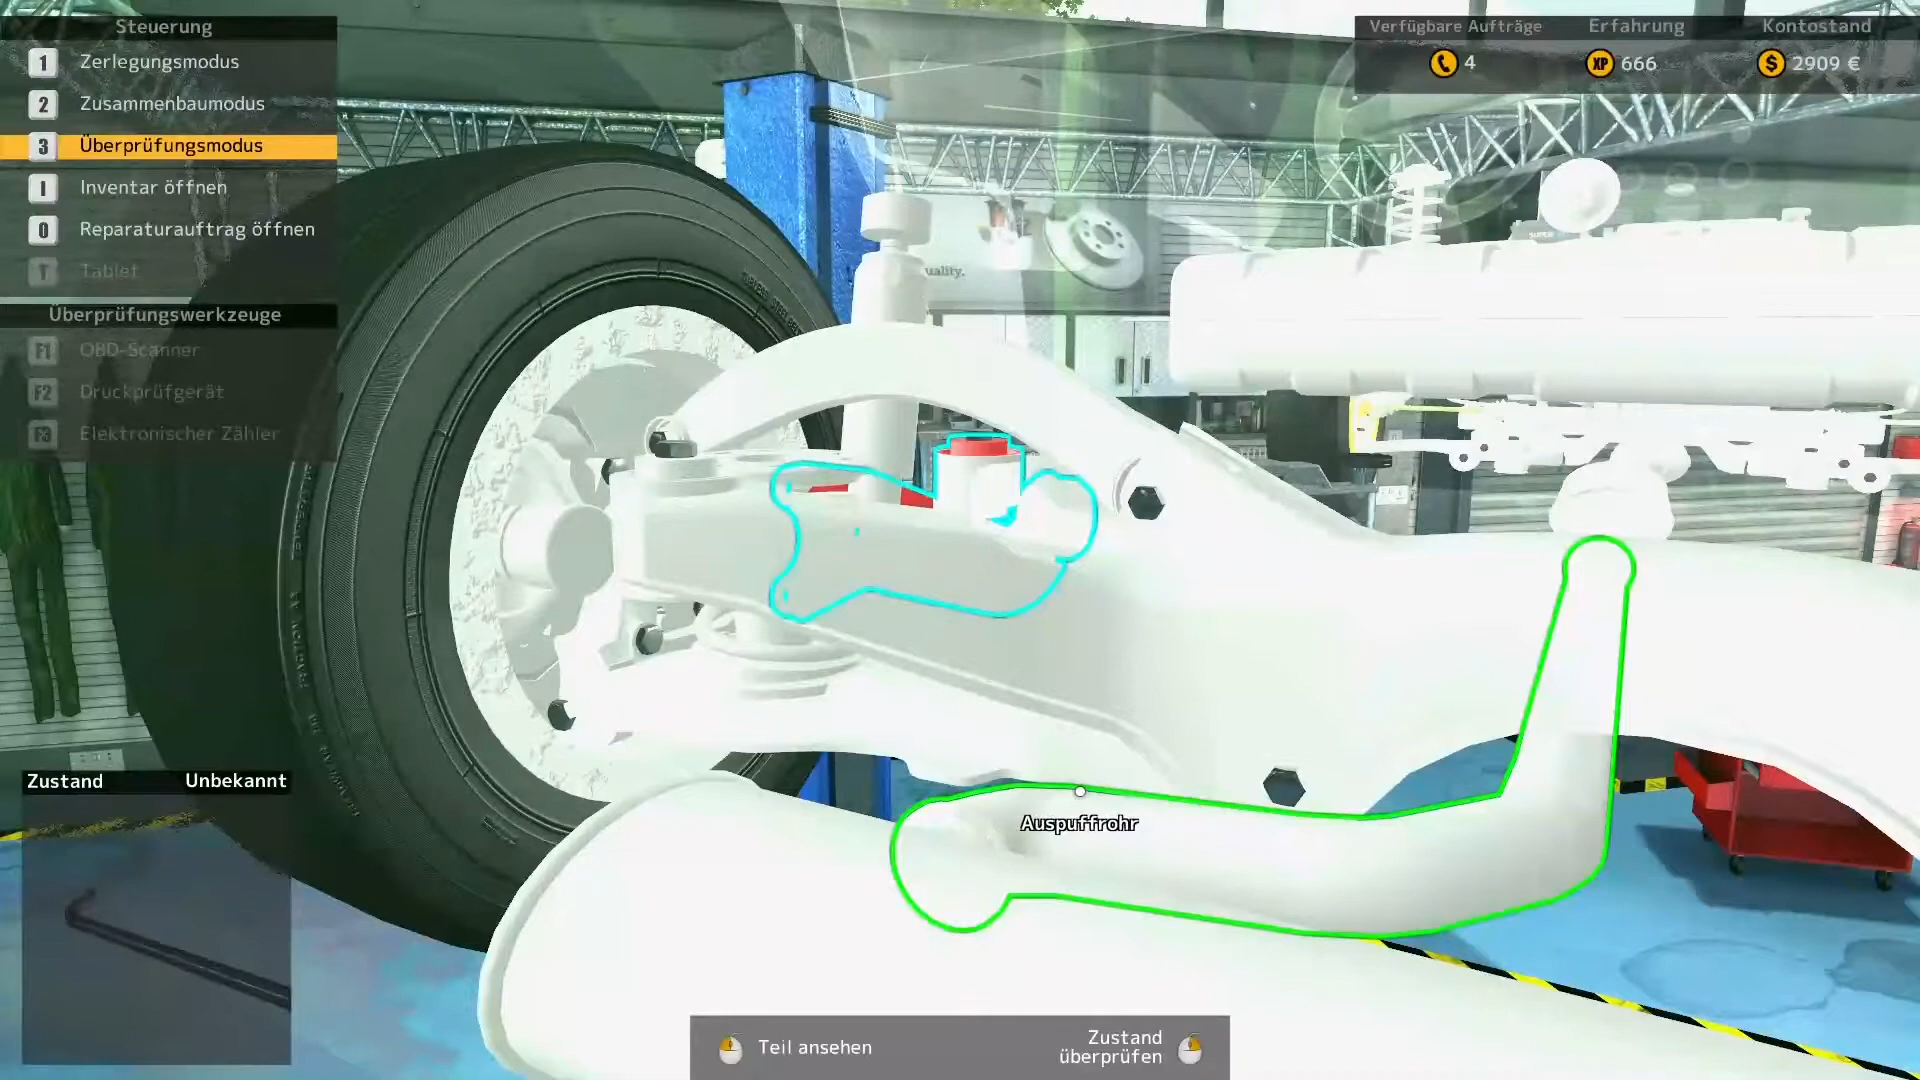 Steuerung
1 Zerlegungsmodus
2 Zusammenbaumodus
3 Überprüfungsmodus
I Inventar öffnen
O Reparaturauftrag öffnen
T Tablet
Überprüfungswerkzeuge
F1 OBD-Scanner
F2 Druckprüfgerät
F3 Elektronischer Zähler
Verfügbare Aufträge Erfahrung Kontostand
4 XP 666 $ 2909 €
uality.
Auspuffrohr
Zustand Unbekannt
Teil ansehen
Zustand
überprüfen